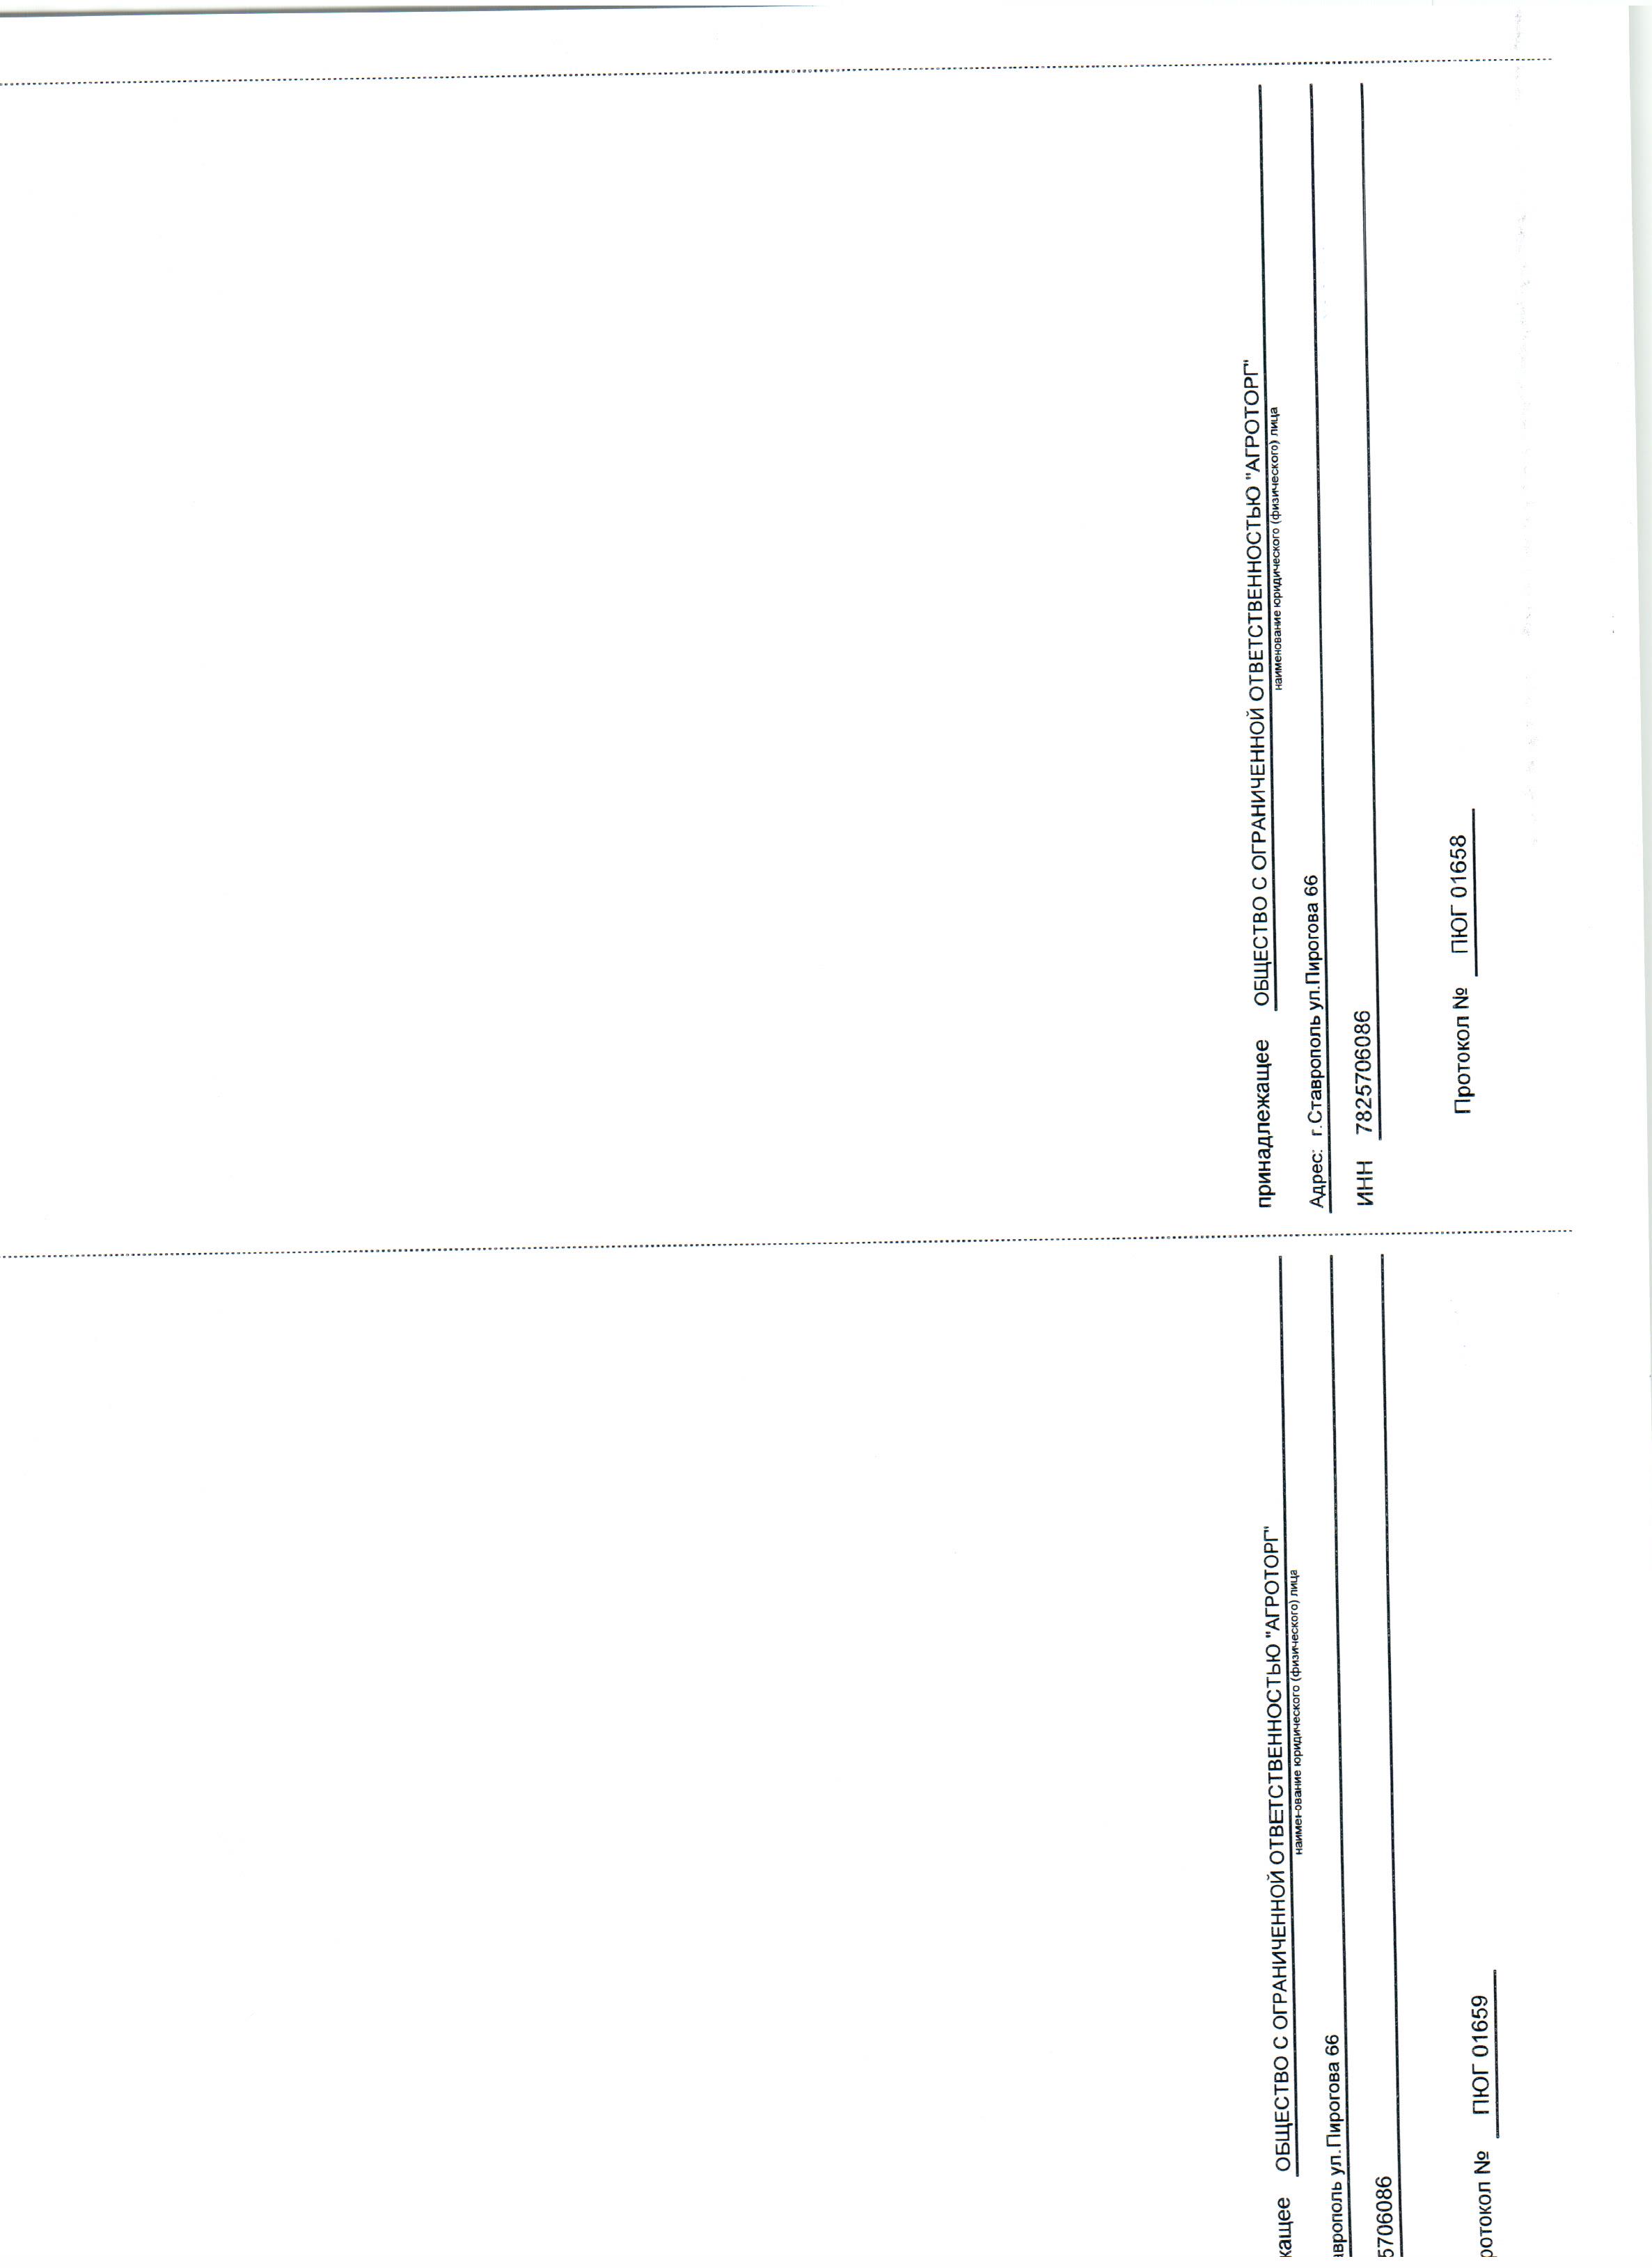 кащее ОБЩЕСТВО С ОГРАНИЧЕННОЙ ОТВЕТСТВЕННОСТЬЮ "АГРОТОРГ"
наименование юридического (физического) лица
аврополь ул.Пирогова 66
5706086
ротокол № ПЮГ 01659
принадлежащее ОБЩЕСТВО С ОГРАНИЧЕННОЙ ОТВЕТСТВЕННОСТЬЮ "АГРОТОРГ"
наименование юридического (физического) лица
Адрес: г.Ставрополь ул.Пирогова 66
ИНН 7825706086
Протокол № ПЮГ 01658